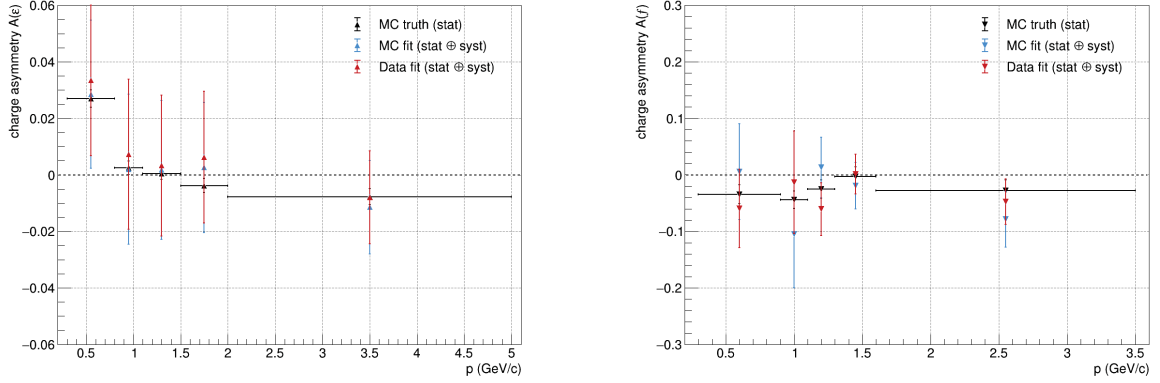 charge asymmetry A(ε)
0.06
0.04
0.02
0
−0.02
−0.04
−0.06
MC truth (stat)
MC fit (stat ⊕ syst)
Data fit (stat ⊕ syst)
0.5 1 1.5 2 2.5 3 3.5 4 4.5 5
p (GeV/c)
charge asymmetry A(f)
0.3
0.2
0.1
0
−0.1
−0.2
−0.3
MC truth (stat)
MC fit (stat ⊕ syst)
Data fit (stat ⊕ syst)
0.5 1 1.5 2 2.5 3 3.5
p (GeV/c)